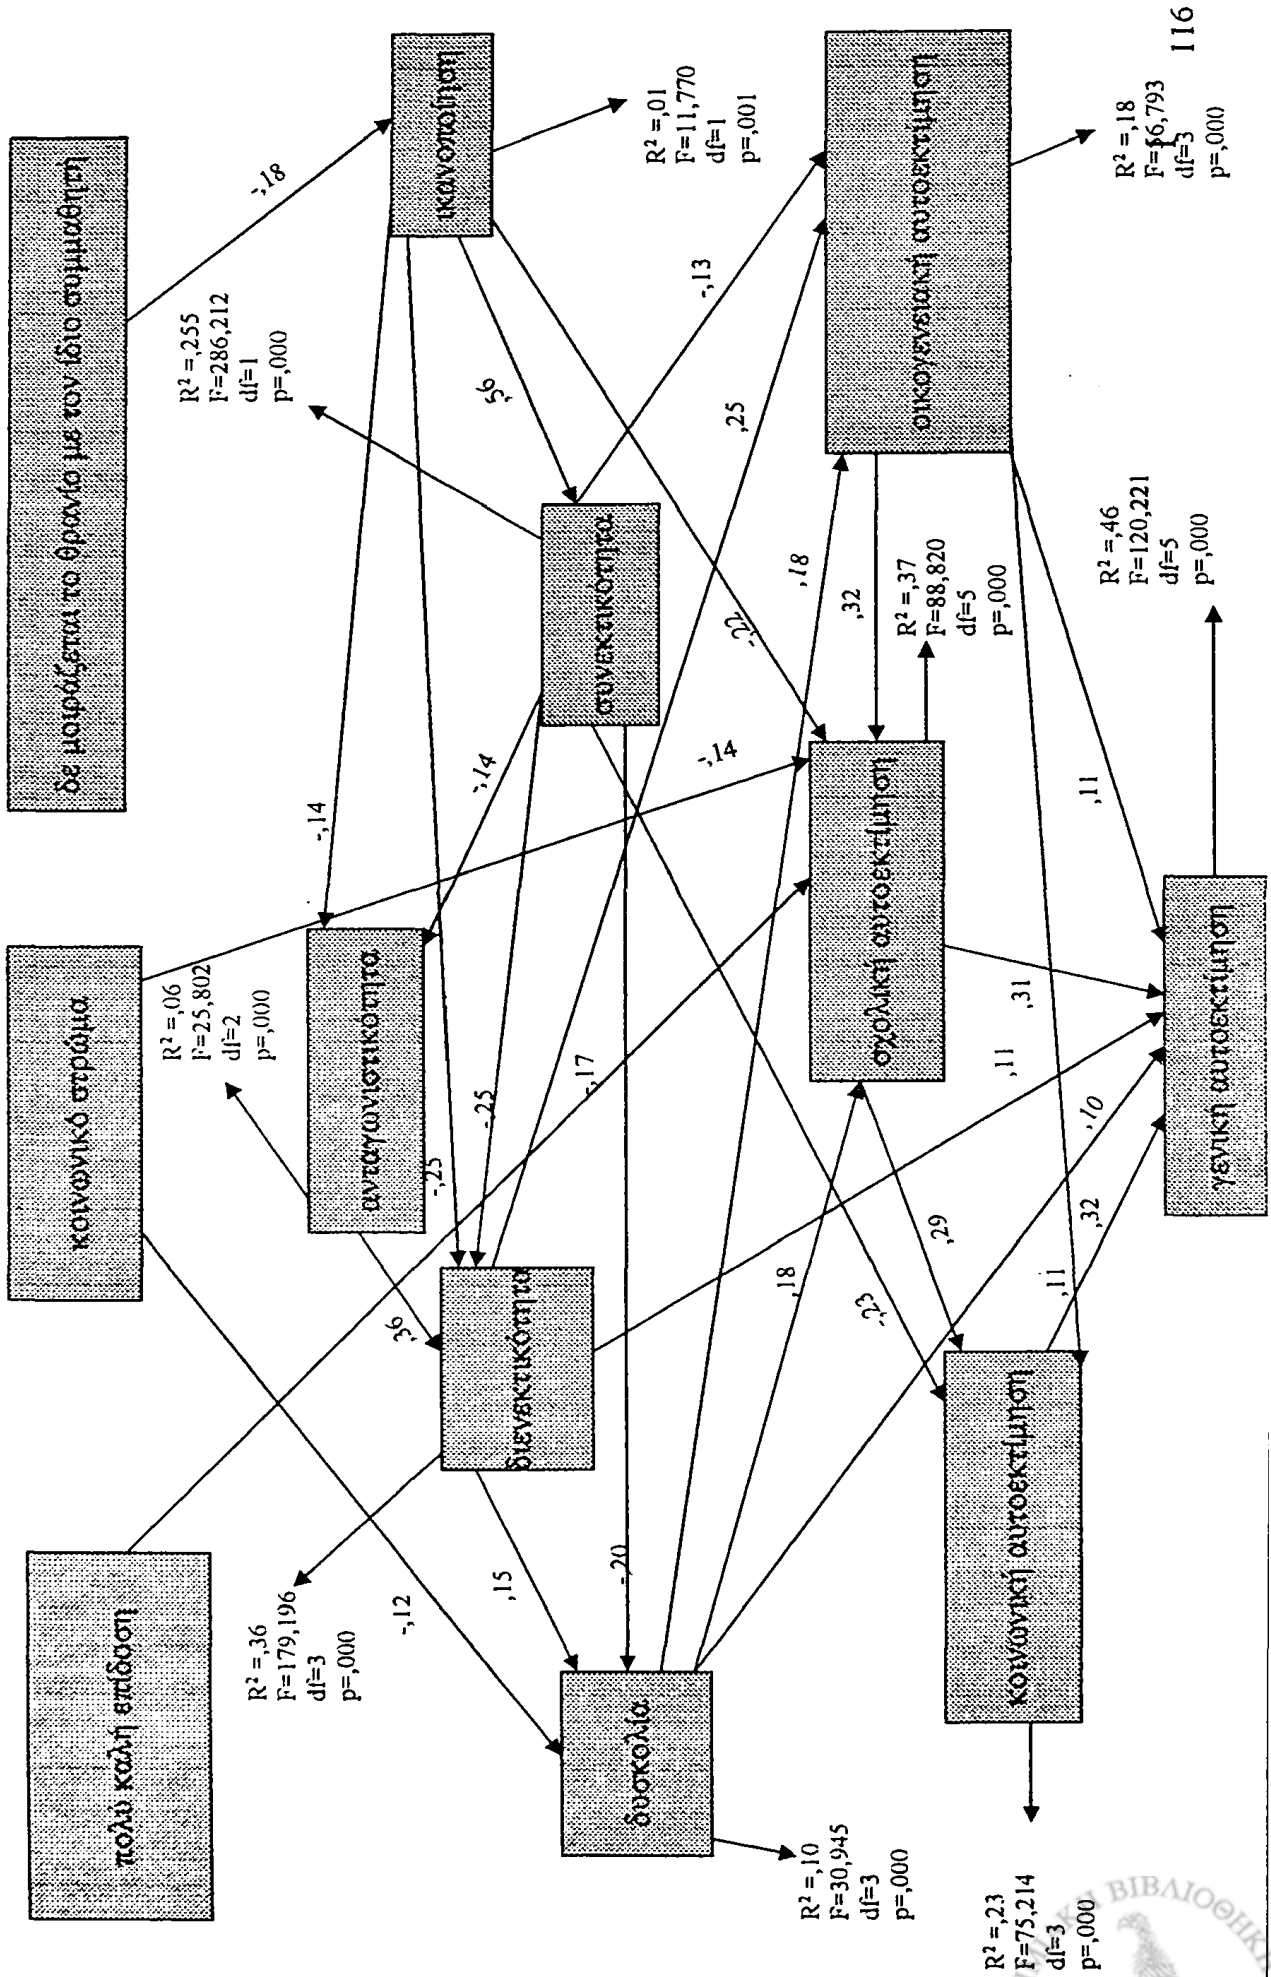 πολύ καλή επίδοση
κοινωνικό στρώμα
δε μοιράζεται το θρανίο με τον ίδιο συμμαθητή
R² =,36
F=179,196
df=3
p=,000
R² =,06
F=25,802
df=2
p=,000
R² =,255
F=286,212
df=1
p=,000
-,18
-,14
ανταγωνιστικότητα
ικανοποίηση
-,12
,36
-,25
διενεκτικότητα
-,25
-,14
,56
,15
συνεκτικότητα
R² =,01
F=11,770
df=1
p=,001
δυσκολία
-,20
-,17
-,14
-,22
,25
-,13
,18
,18
,32
R² =,10
F=30,945
df=3
p=,000
-,23
σχολική αυτοεκτίμηση
R² =,37
F=88,820
df=5
p=,000
οικογενειακή αυτοεκτίμηση
,29
,11
,31
κοινωνική αυτοεκτίμηση
,11
,32
,10
,11
R² =,23
F=75,214
df=3
p=,000
γενική αυτοεκτίμηση
R² =,46
F=120,221
df=5
p=,000
R² =,18
F=56,793
df=3
p=,000
116